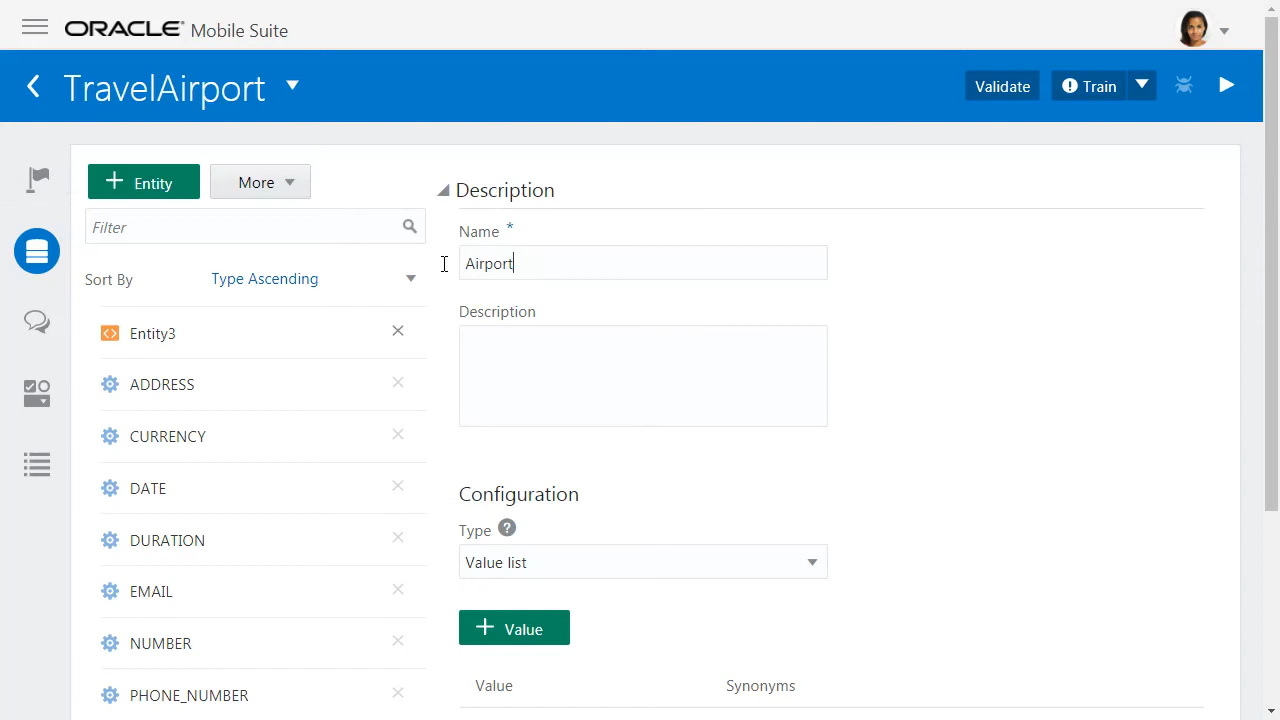 ORACLE® Mobile Suite
TravelAirport
Validate
Train
Entity
More
Filter
Sort By
Type Ascending
Entity3
ADDRESS
CURRENCY
DATE
DURATION
EMAIL
NUMBER
PHONE_NUMBER
Description
Name *
Airport
Description
Configuration
Type ?
Value list
Value
Value Synonyms